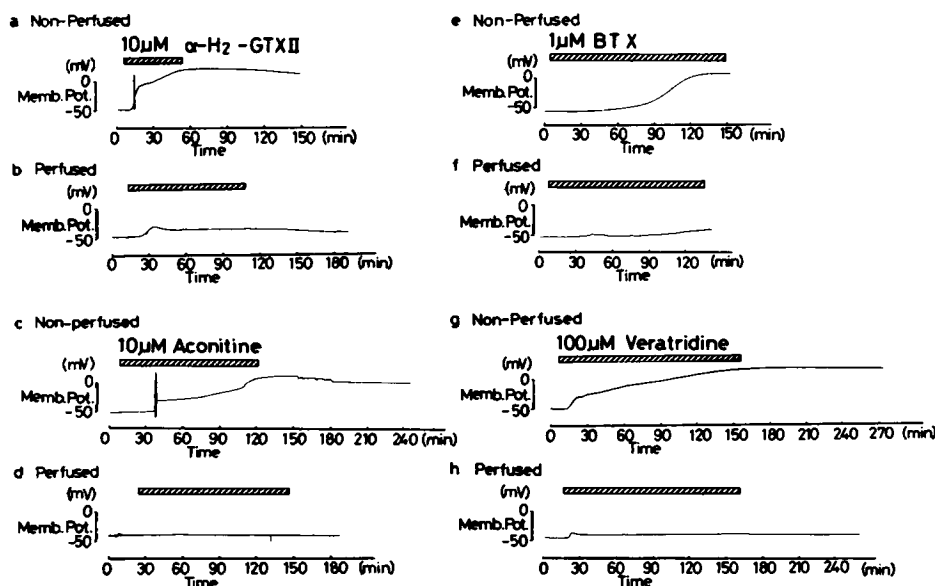 a Non-Perfused
10μM α-H2-GTXII
(mV)
0
Memb.Pot.
-50
0 30 60 90 120 150 (min)
Time
b Perfused
(mV)
0
Memb.Pot.
-50
0 30 60 90 120 150 180 (min)
Time
c Non-perfused
10μM Aconitine
(mV)
0
Memb.Pot.
-50
0 30 60 90 120 150 180 210 240 (min)
Time
d Perfused
(mV)
0
Memb.Pot.
-50
0 30 60 90 120 150 180 (min)
Time
e Non-Perfused
1μM BTX
(mV)
0
Memb.Pot.
-50
0 30 60 90 120 150 (min)
Time
f Perfused
(mV)
0
Memb.Pot.
-50
0 30 60 90 120 (min)
Time
g Non-Perfused
100μM Veratridine
(mV)
0
Memb.Pot.
-50
0 30 60 90 120 150 180 210 240 270 (min)
Time
h Perfused
(mV)
0
Memb.Pot.
-50
0 30 60 90 120 150 180 210 240 (min)
Time